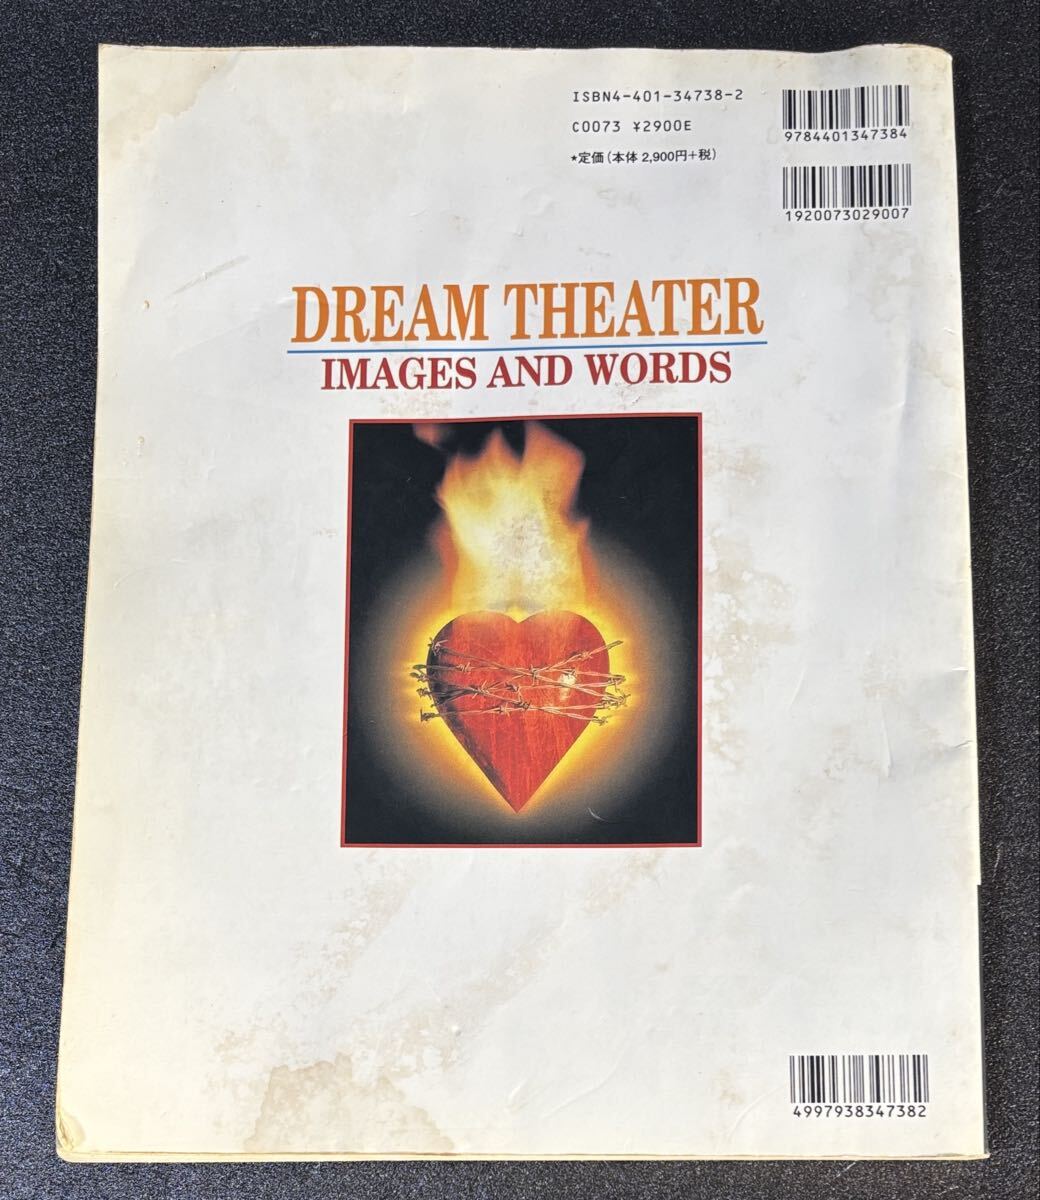 ISBN4-401-34738-2
C0073 ¥2900E
★定価(本体 2,900円+税)
9784401347384
1920073029007
DREAM THEATER
IMAGES AND WORDS
4997938347382